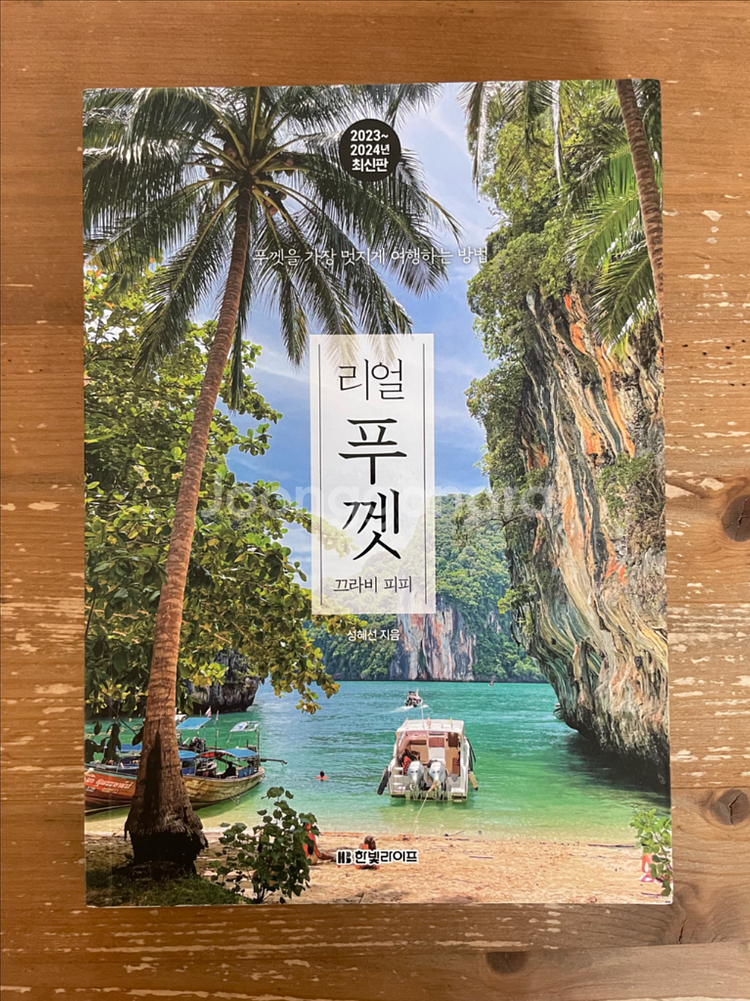 2023~
2024년
최신판
푸껫을 가장 멋지게 여행하는 방법
리얼
푸
껫
끄라비 피피
성혜선 지음
한빛라이프